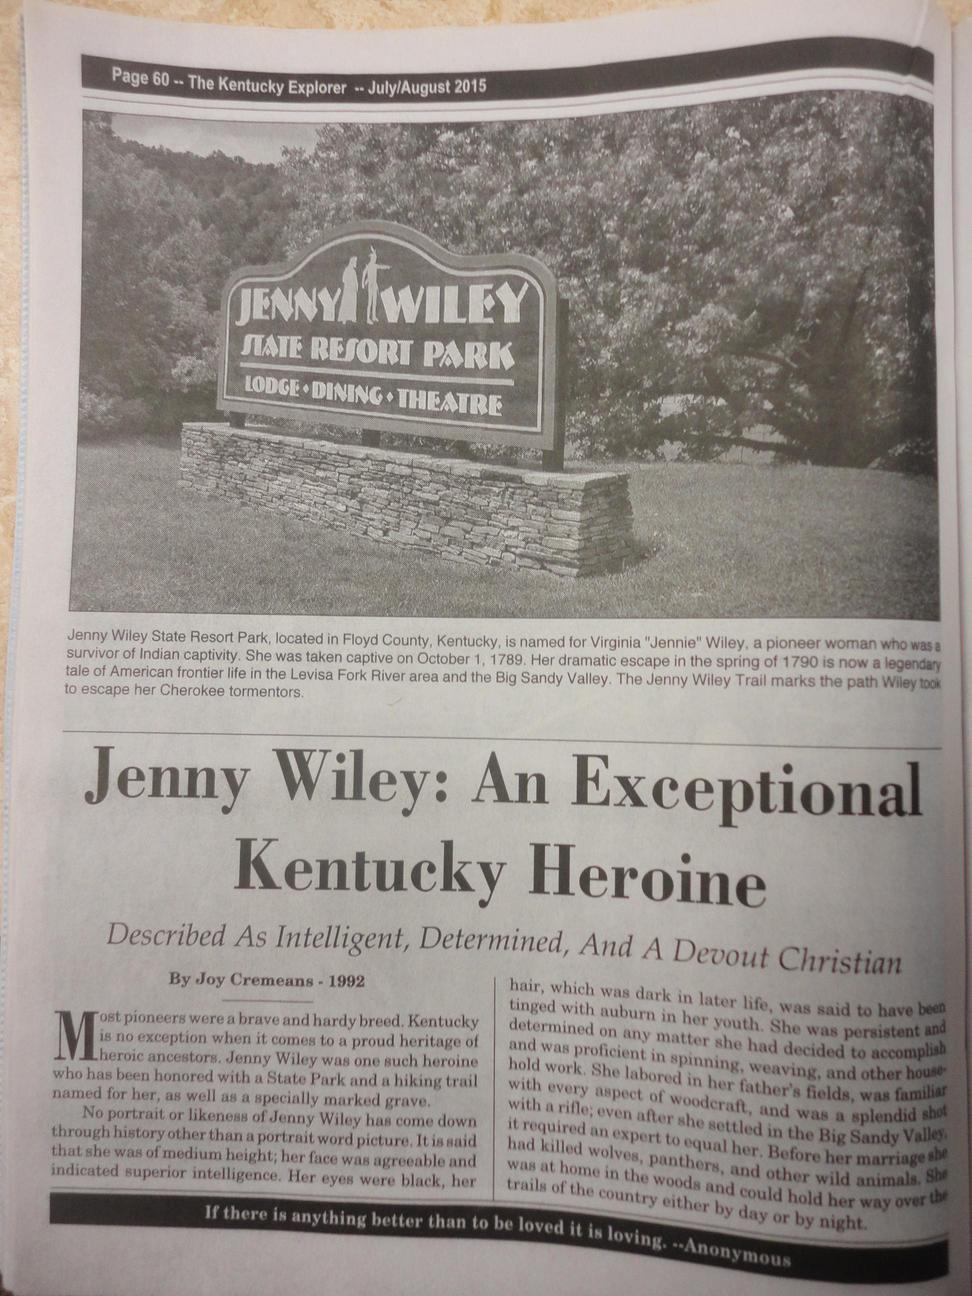 Page 60 -- The Kentucky Explorer -- July/August 2015
JENNY WILEY
STATE RESORT PARK
LODGE • DINING • THEATRE
Jenny Wiley State Resort Park, located in Floyd County, Kentucky, is named for Virginia "Jennie" Wiley, a pioneer woman who was a
survivor of Indian captivity. She was taken captive on October 1, 1789. Her dramatic escape in the spring of 1790 is now a legendary
tale of American frontier life in the Levisa Fork River area and the Big Sandy Valley. The Jenny Wiley Trail marks the path Wiley took
to escape her Cherokee tormentors.
Jenny Wiley: An Exceptional
Kentucky Heroine
Described As Intelligent, Determined, And A Devout Christian
By Joy Cremeans - 1992
Most pioneers were a brave and hardy breed. Kentucky
is no exception when it comes to a proud heritage of
heroic ancestors. Jenny Wiley was one such heroine
who has been honored with a State Park and a hiking trail
named for her, as well as a specially marked grave.
No portrait or likeness of Jenny Wiley has come down
through history other than a portrait word picture. It is said
that she was of medium height; her face was agreeable and
indicated superior intelligence. Her eyes were black, her
hair, which was dark in later life, was said to have been
tinged with auburn in her youth. She was persistent and
determined on any matter she had decided to accomplish
and was proficient in spinning, weaving, and other house-
hold work. She labored in her father's fields, was familiar
with every aspect of woodcraft, and was a splendid shot
with a rifle; even after she settled in the Big Sandy Valley,
it required an expert to equal her. Before her marriage she
had killed wolves, panthers, and other wild animals. She
was at home in the woods and could hold her way over the
trails of the country either by day or by night.
If there is anything better than to be loved it is loving. --Anonymous